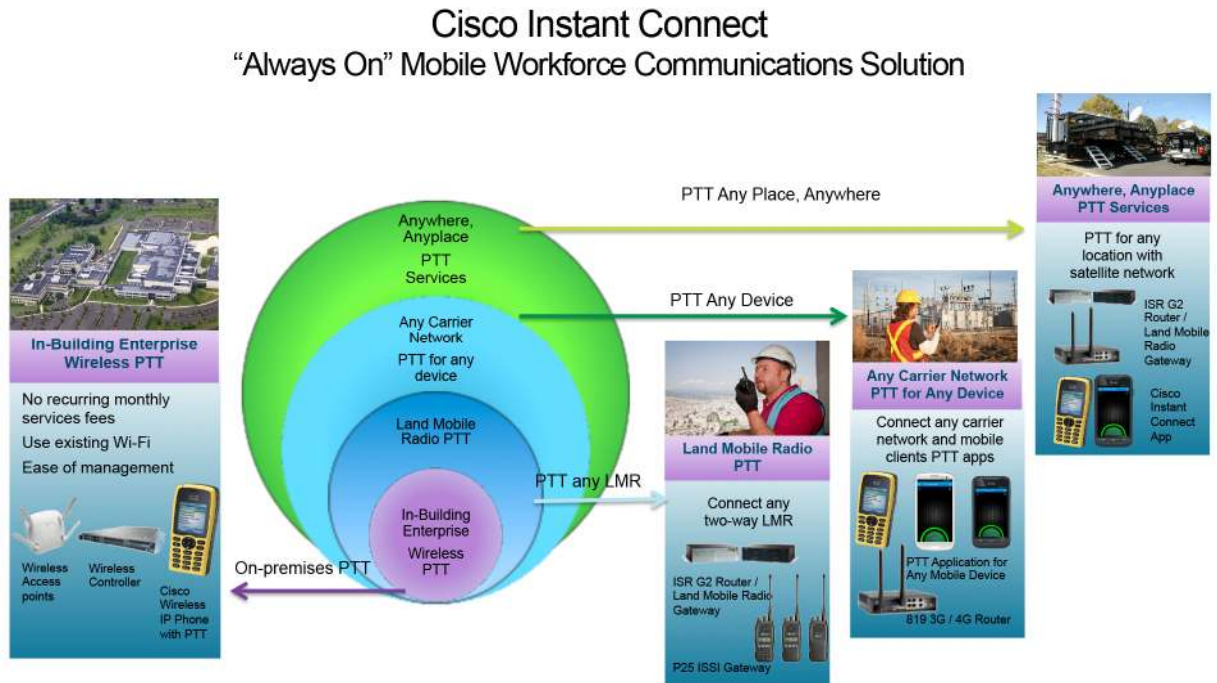 Cisco Instant Connect
“Always On” Mobile Workforce Communications Solution
In-Building Enterprise
Wireless PTT
No recurring monthly
services fees
Use existing Wi-Fi
Ease of management
Wireless
Access
points
Wireless
Controller
Cisco
Wireless
IP Phone
with PTT
Anywhere,
Anyplace
PTT
Services
Any Carrier
Network
PTT for any
device
Land Mobile
Radio PTT
In-Building
Enterprise
Wireless
PTT
On-premises PTT
PTT any LMR
PTT Any Device
PTT Any Place, Anywhere
Land Mobile Radio
PTT
Connect any
two-way LMR
ISR G2 Router /
Land Mobile Radio
Gateway
P25 ISSI Gateway
Any Carrier Network
PTT for Any Device
Connect any carrier
network and mobile
clients PTT apps
PTT Application for
Any Mobile Device
819 3G / 4G Router
Anywhere, Anyplace
PTT Services
PTT for any
location with
satellite network
ISR G2
Router /
Land Mobile
Radio
Gateway
Cisco
Instant
Connect
App